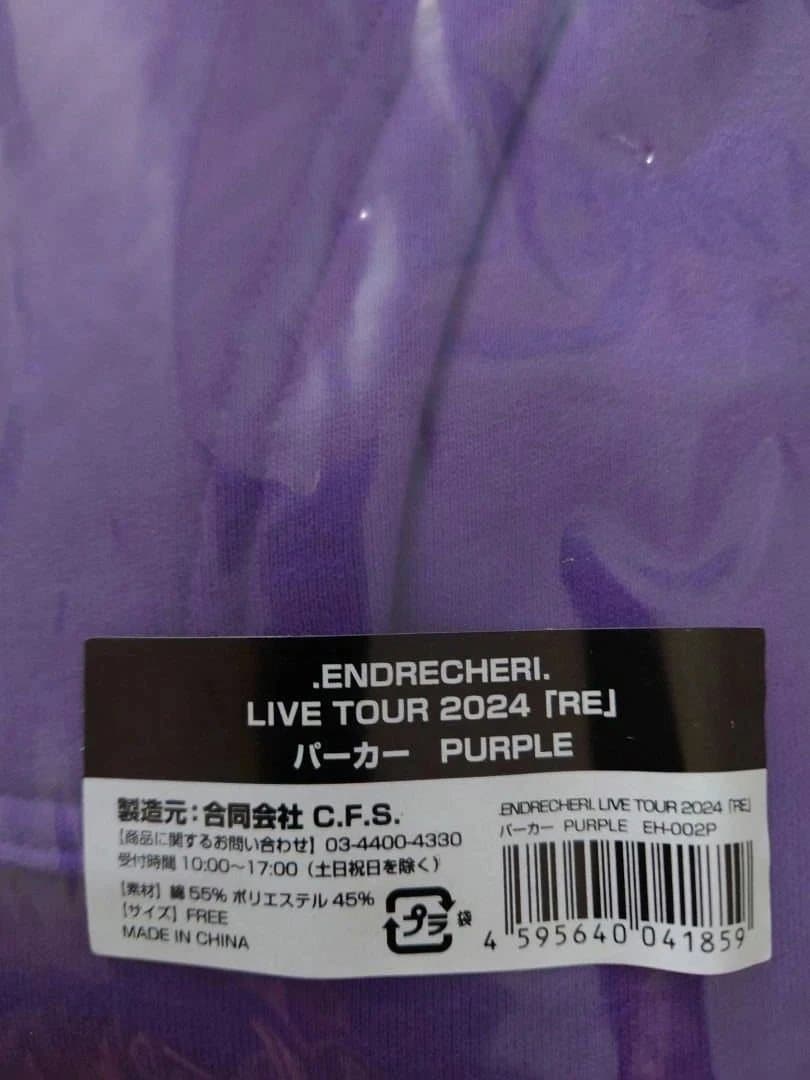 .ENDRECHERI.
LIVE TOUR 2024「RE」
パーカー PURPLE
製造元：合同会社 C.F.S.
【商品に関するお問い合わせ】03-4400-4330
受付時間 10:00～17:00（土日祝日を除く）
【素材】綿 55% ポリエステル 45%
【サイズ】FREE
MADE IN CHINA
プラ
袋
.ENDRECHERI. LIVE TOUR 2024「RE」
パーカー PURPLE EH-002P
4 595640 041859